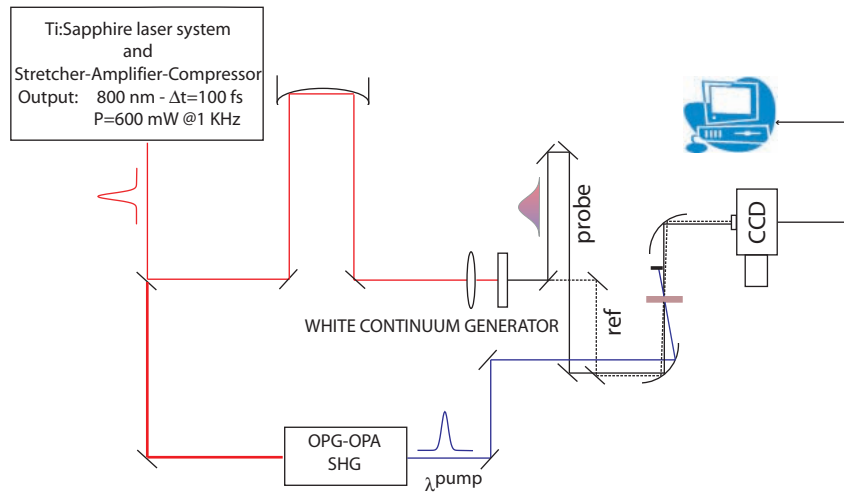 Ti:Sapphire laser system
and
Stretcher-Amplifier-Compressor
Output: 800 nm - Δt=100 fs
P=600 mW @1 KHz
probe
CCD
WHITE CONTINUUM GENERATOR
ref
OPG-OPA
SHG
λpump